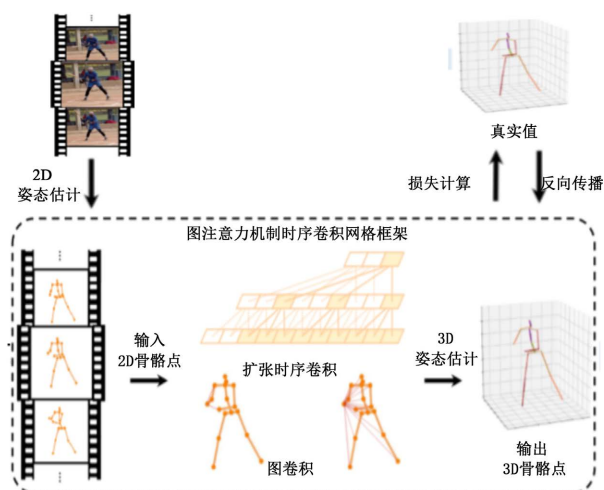 真实值
2D
姿态估计
损失计算
反向传播
图注意力机制时序卷积网格框架
输入
2D骨骼点
扩张时序卷积
3D
姿态估计
图卷积
输出
3D骨骼点